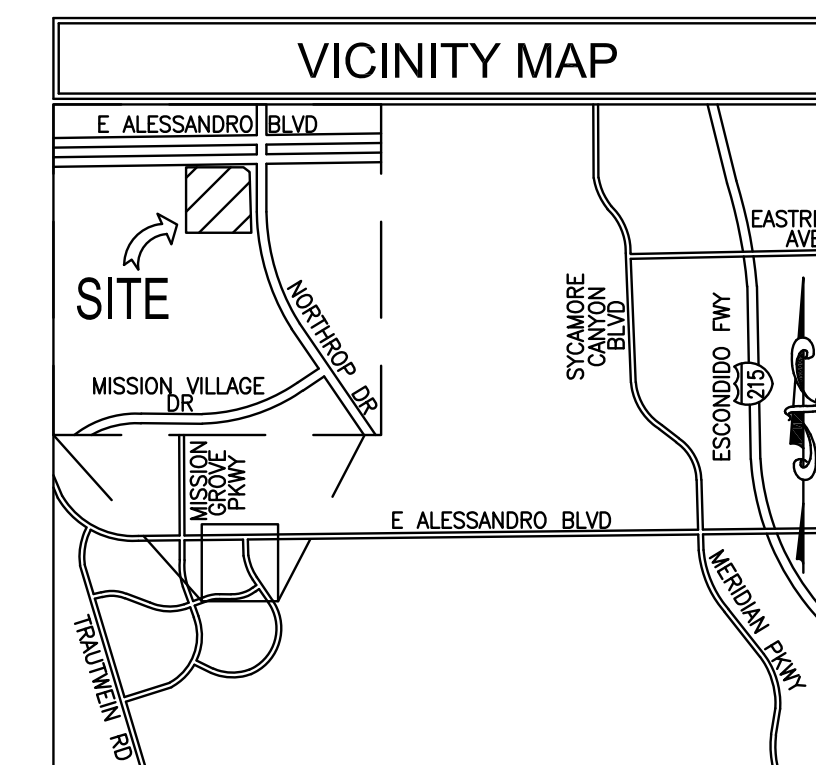 VICINITY MAP
E ALESSANDRO BLVD
SITE
NORTHROP DR
MISSION VILLAGE
DR
MISSION
GROVE
PKWY
E ALESSANDRO BLVD
SYCAMORE
CANYON
BLVD
ESCONDIDO FWY
215
MERIDIAN PKWY
TRAUTWEIN RD